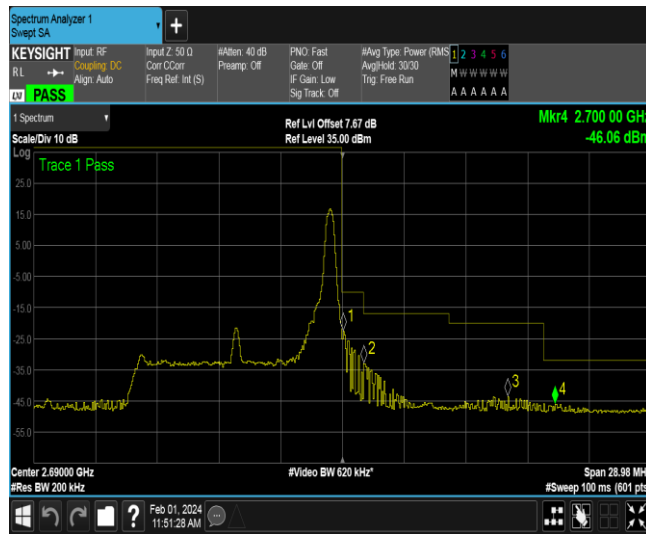 Spectrum Analyzer 1
Swept SA
+
KEYSIGHT
RL
LXI PASS
Input: RF
Coupling: DC
Align: Auto
Input Z: 50 Ω
Corr CCorr
Freq Ref: Int (S)
#Atten: 40 dB
Preamp: Off
PNO: Fast
Gate: Off
IF Gain: Low
Sig Track: Off
#Avg Type: Power (RMS
Avg|Hold: 30/30
Trig: Free Run
1 2 3 4 5 6
M W W W W W
A A A A A A
1 Spectrum
Scale/Div 10 dB
Ref Lvl Offset 7.67 dB
Ref Level 35.00 dBm
Mkr4 2.700 00 GHz
-46.06 dBm
Log
Trace 1 Pass
25.0
15.0
5.00
-5.00
-15.0
-25.0
-35.0
-45.0
-55.0
1
2
3
4
Center 2.69000 GHz
#Res BW 200 kHz
#Video BW 620 kHz*
Span 28.98 MH
#Sweep 100 ms (601 pts
?
Feb 01, 2024
11:51:28 AM